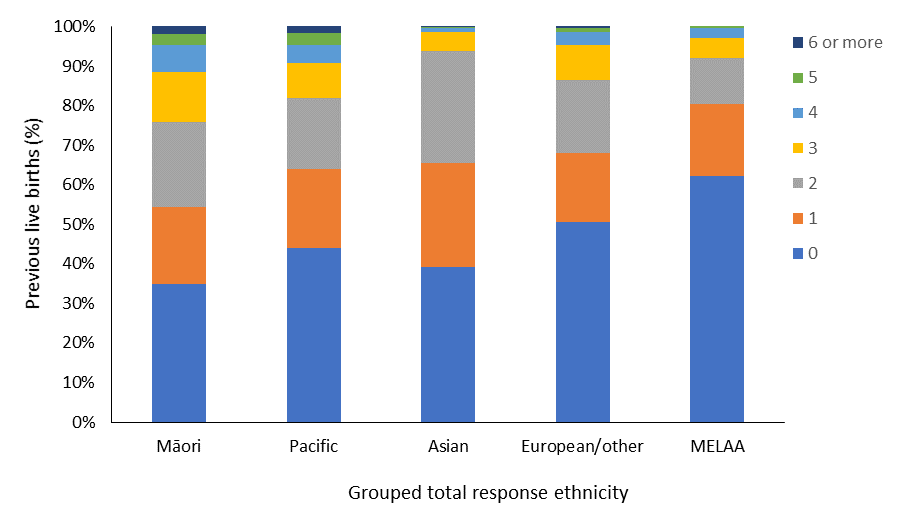 100%
90%
80%
70%
60%
50%
40%
30%
20%
10%
0%
Previous live births (%)
Māori
Pacific
Asian
European/other
MELAA
Grouped total response ethnicity
6 or more
5
4
3
2
1
0